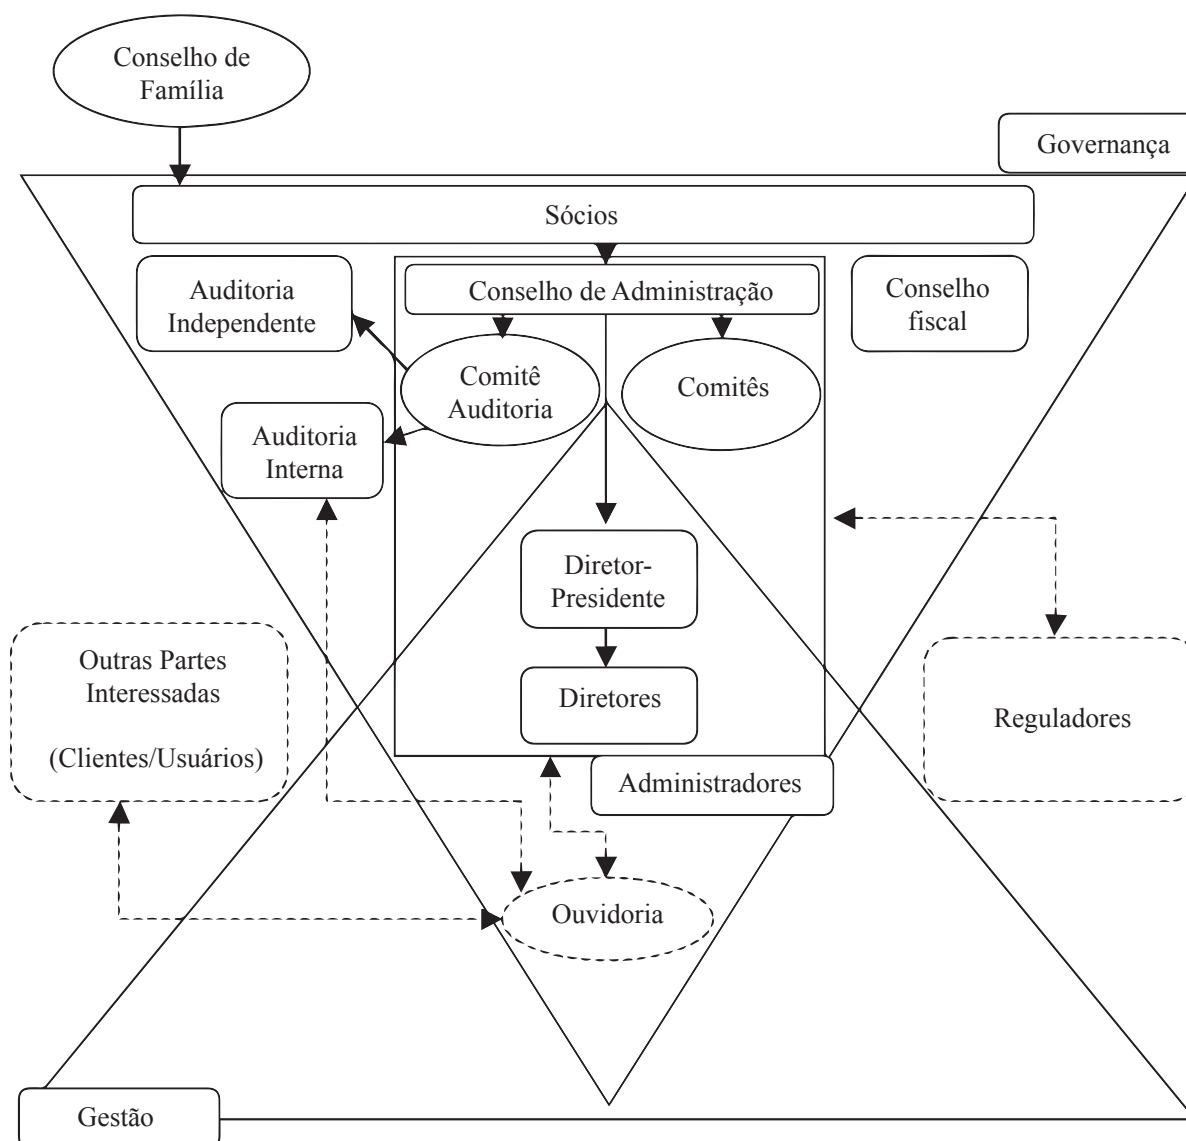 Conselho de
Família
Governança
Sócios
Auditoria
Independente
Conselho de Administração
Conselho
fiscal
Comitê
Auditoria
Comitês
Auditoria
Interna
Diretor-
Presidente
Outras Partes
Interessadas
(Clientes/Usuários)
Diretores
Reguladores
Administradores
Ouvidoria
Gestão